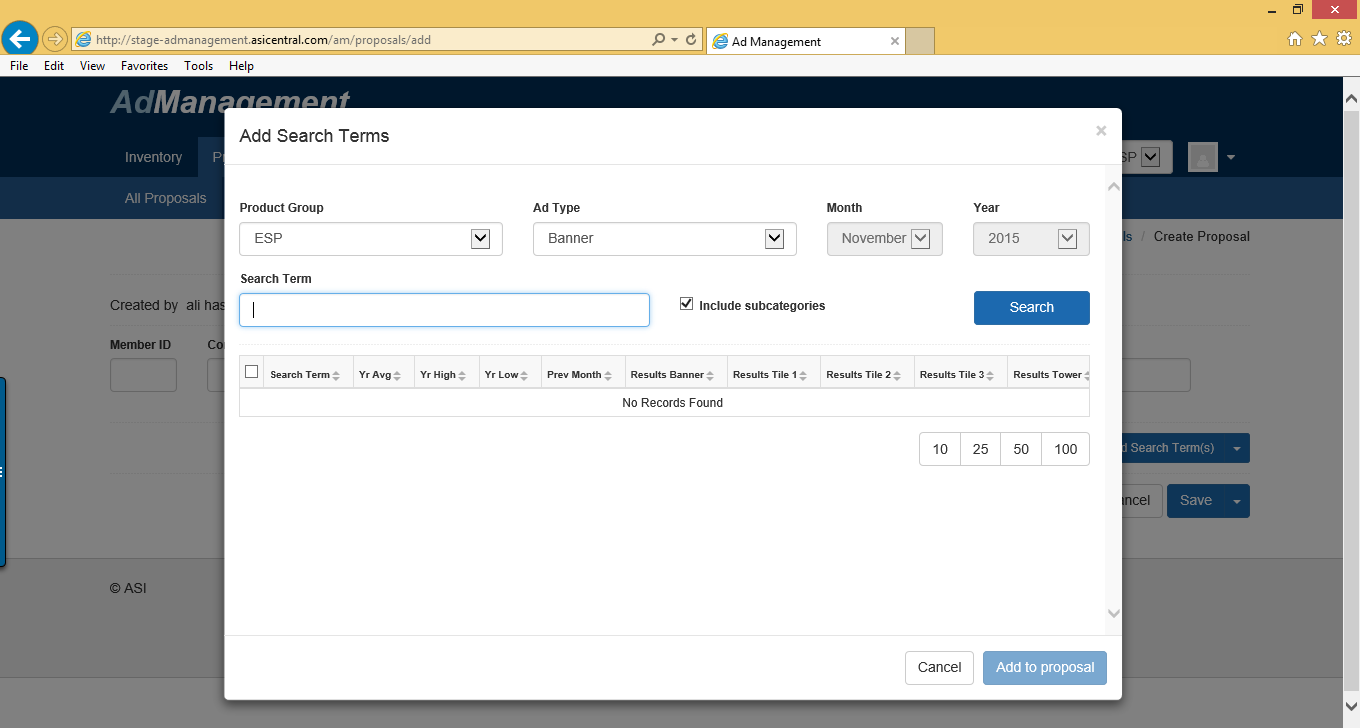 http://stage-admanagement.asicentral.com/am/proposals/add
Ad Management
File Edit View Favorites Tools Help
AdManagement
Add Search Terms
Inventory
All Proposals
Product Group Ad Type Month Year
ESP Banner November 2015
Create Proposal
Search Term
Created by ali has
Include subcategories
Search
Member ID
Search Term Yr Avg Yr High Yr Low Prev Month Results Banner Results Tile 1 Results Tile 2 Results Tile 3 Results Tower
No Records Found
10 25 50 100
Search Term(s)
Save
© ASI
Cancel Add to proposal